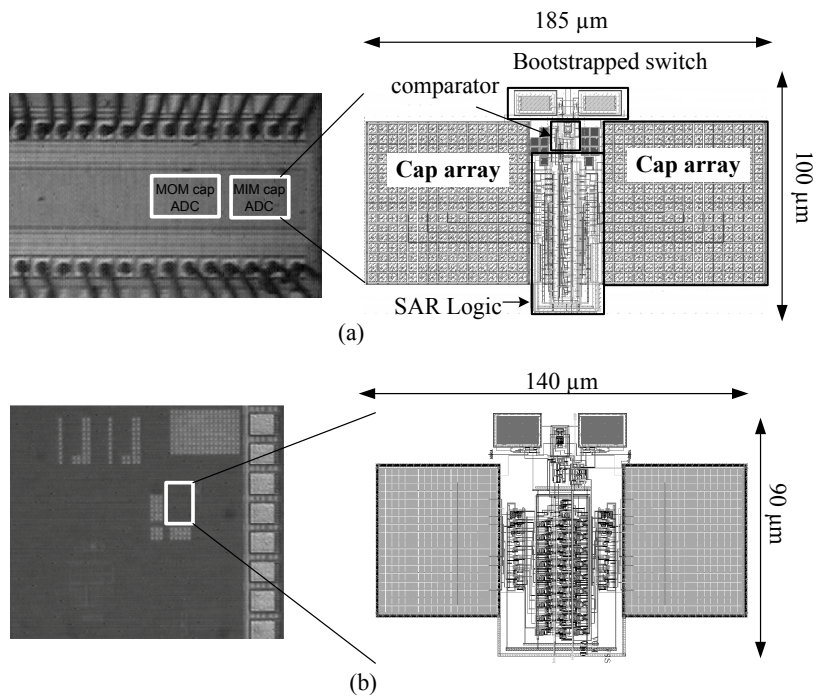 185 µm
Bootstrapped switch
comparator
MOM cap
ADC
MIM cap
ADC
Cap array
Cap array
100 µm
SAR Logic
(a)
140 µm
90 µm
(b)